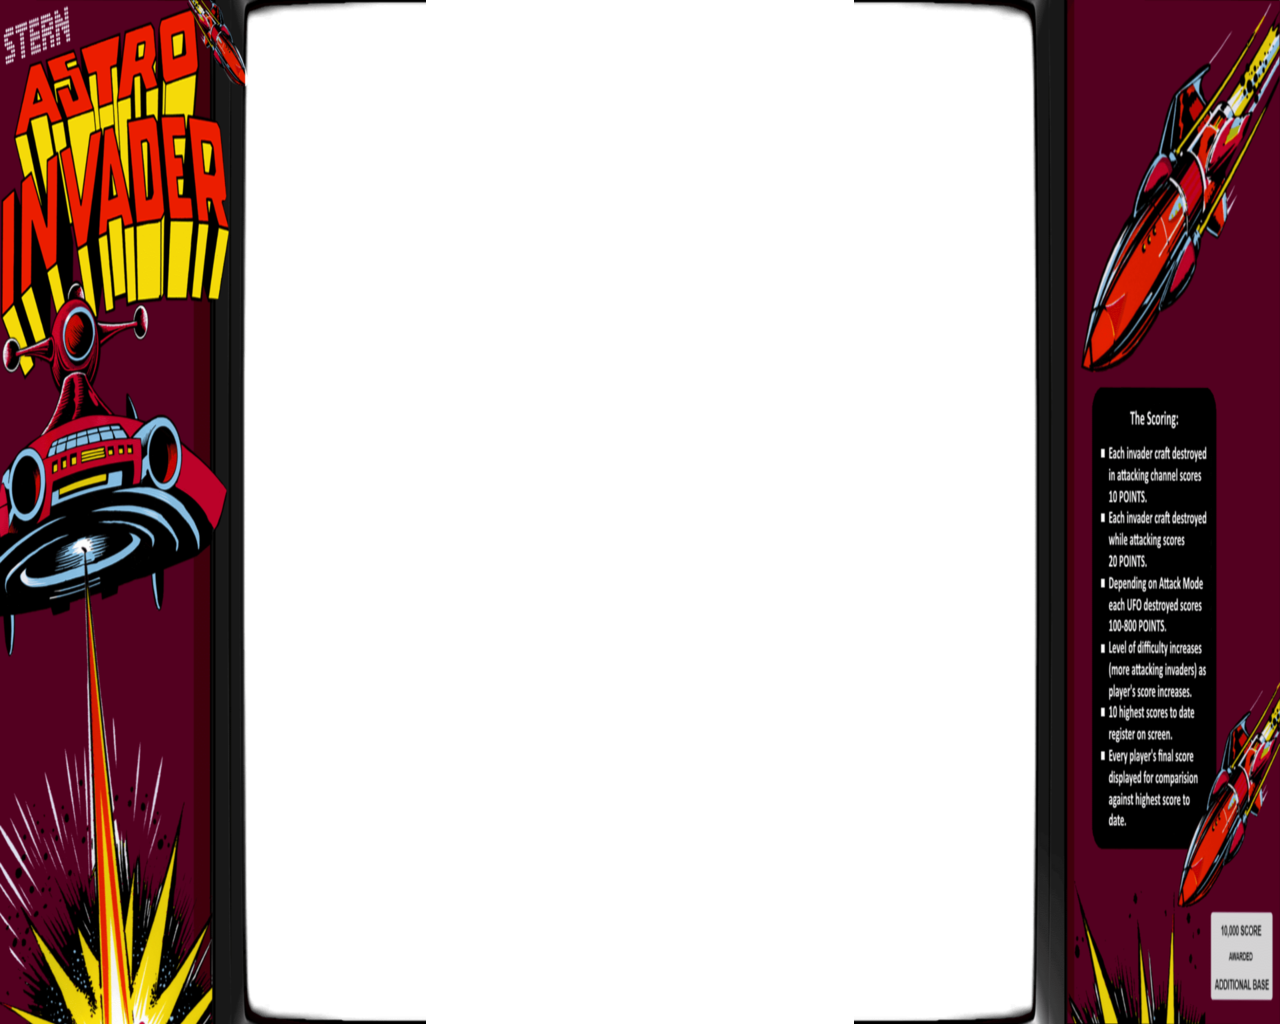 STERN
ASTRO
INVADER
The Scoring:
▪ Each invader craft destroyed
in attacking channel scores
10 POINTS.
▪ Each invader craft destroyed
while attacking scores
20 POINTS.
▪ Depending on Attack Mode
each UFO destroyed scores
100-800 POINTS.
▪ Level of difficulty increases
(more attacking invaders) as
player's score increases.
▪ 10 highest scores to date
register on screen.
▪ Every player's final score
displayed for comparision
against highest score to
date.
10,000 SCORE
AWARDED
ADDITIONAL BASE